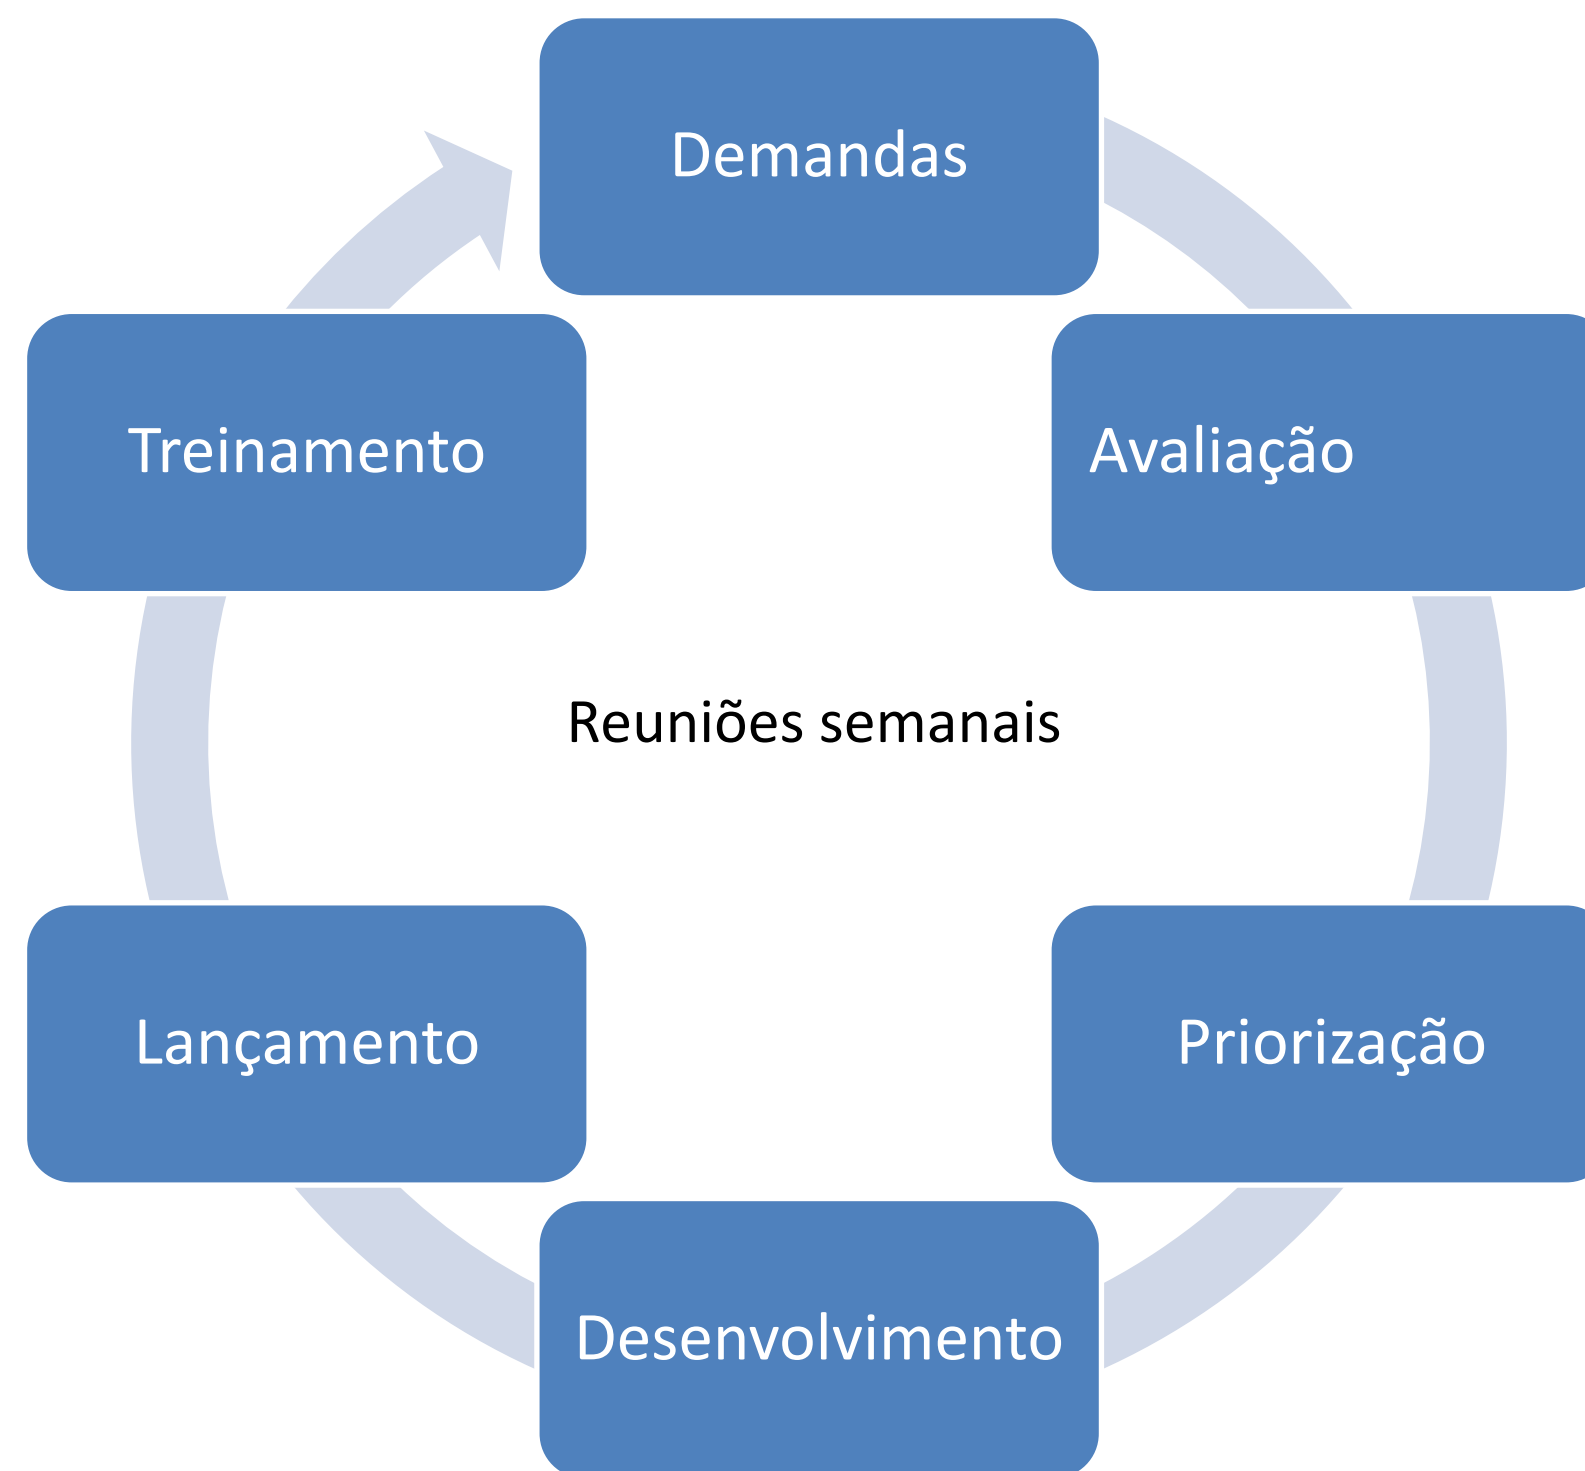 Demandas
Treinamento
Avaliação
Reuniões semanais
Lançamento
Priorização
Desenvolvimento